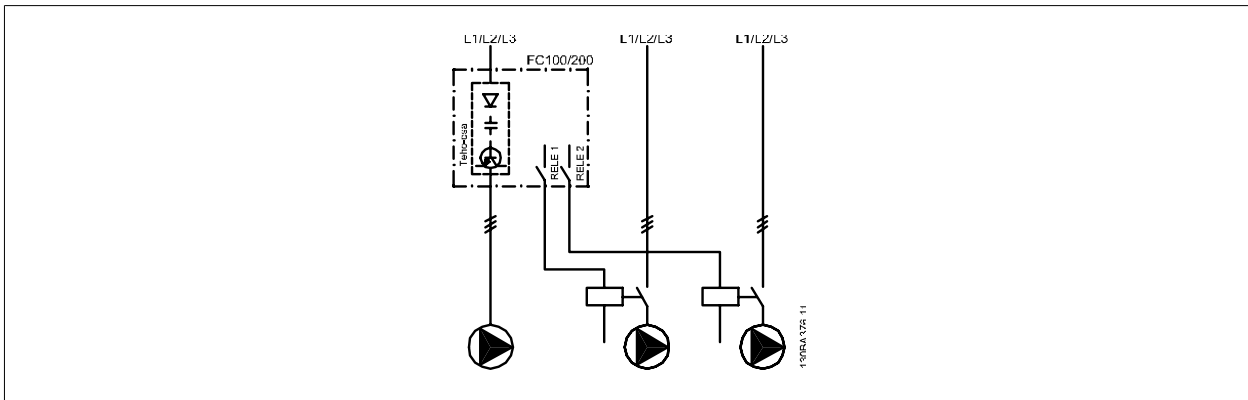 L1/L2/L3
L1/L2/L3
L1/L2/L3
FC100/200
Teho-osa
RELE 1
RELE 2
130BA376.11